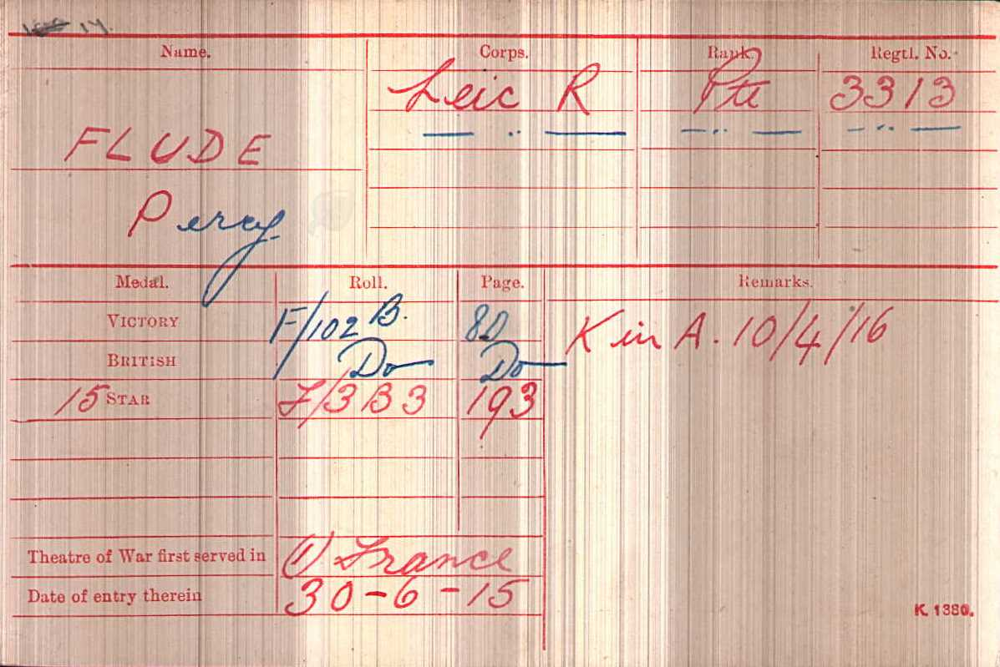 Name. Corps. Rank. Regtl. No.
Leic R Pte 3313
— " — — " — — " —
FLUDE
Percy
Medal. Roll. Page. Remarks.
VICTORY F/102 B. 80 K in A. 10/4/16
BRITISH Do Do
15 STAR F/3B3 193
Theatre of War first served in (1) France
Date of entry therein 30-6-15
K. 1380.